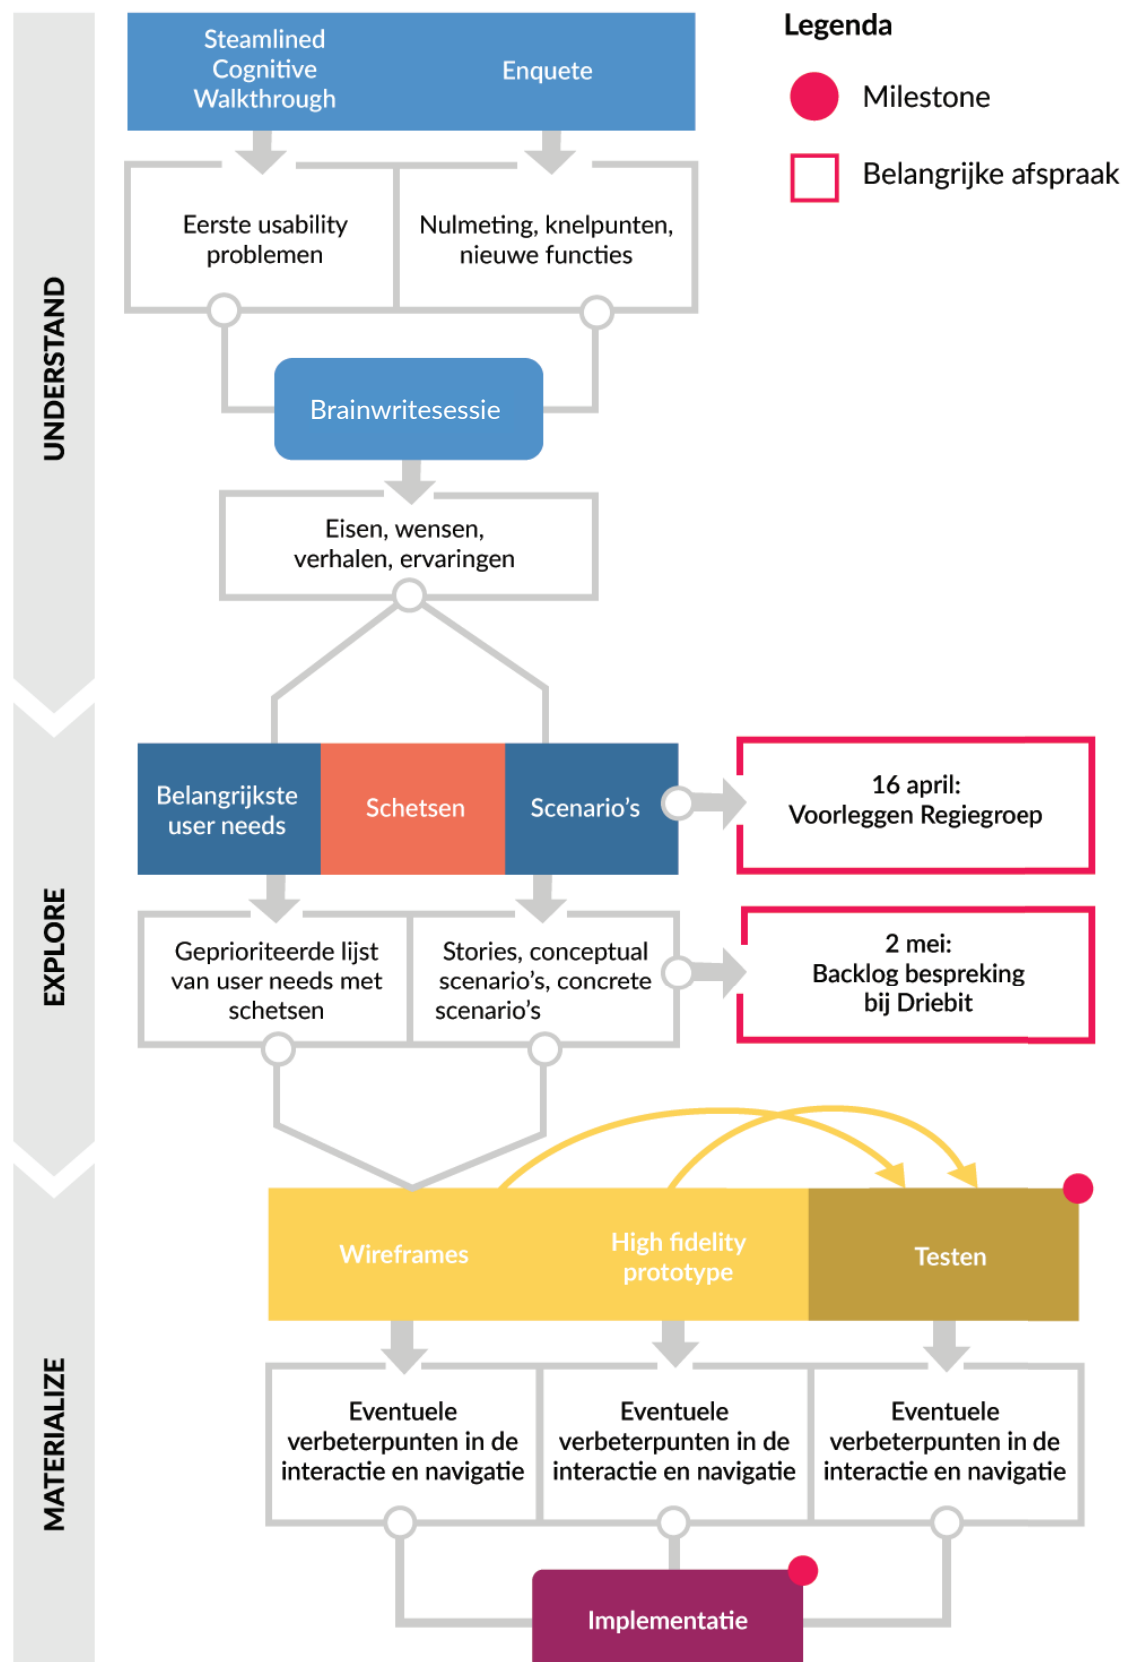 Legenda
Milestone
Belangrijke afspraak
UNDERSTAND
Steamlined
Cognitive
Walkthrough
Enquete
Eerste usability
problemen
Nulmeting, knelpunten,
nieuwe functies
Brainwritesessie
Eisen, wensen,
verhalen, ervaringen
EXPLORE
Belangrijkste
user needs
Schetsen
Scenario's
16 april:
Voorleggen Regiegroep
Geprioriteerde lijst
van user needs met
schetsen
Stories, conceptual
scenario's, concrete
scenario's
2 mei:
Backlog bespreking
bij Driebit
MATERIALIZE
Wireframes
High fidelity
prototype
Testen
Eventuele
verbeterpunten in de
interactie en navigatie
Eventuele
verbeterpunten in de
interactie en navigatie
Eventuele
verbeterpunten in de
interactie en navigatie
Implementatie